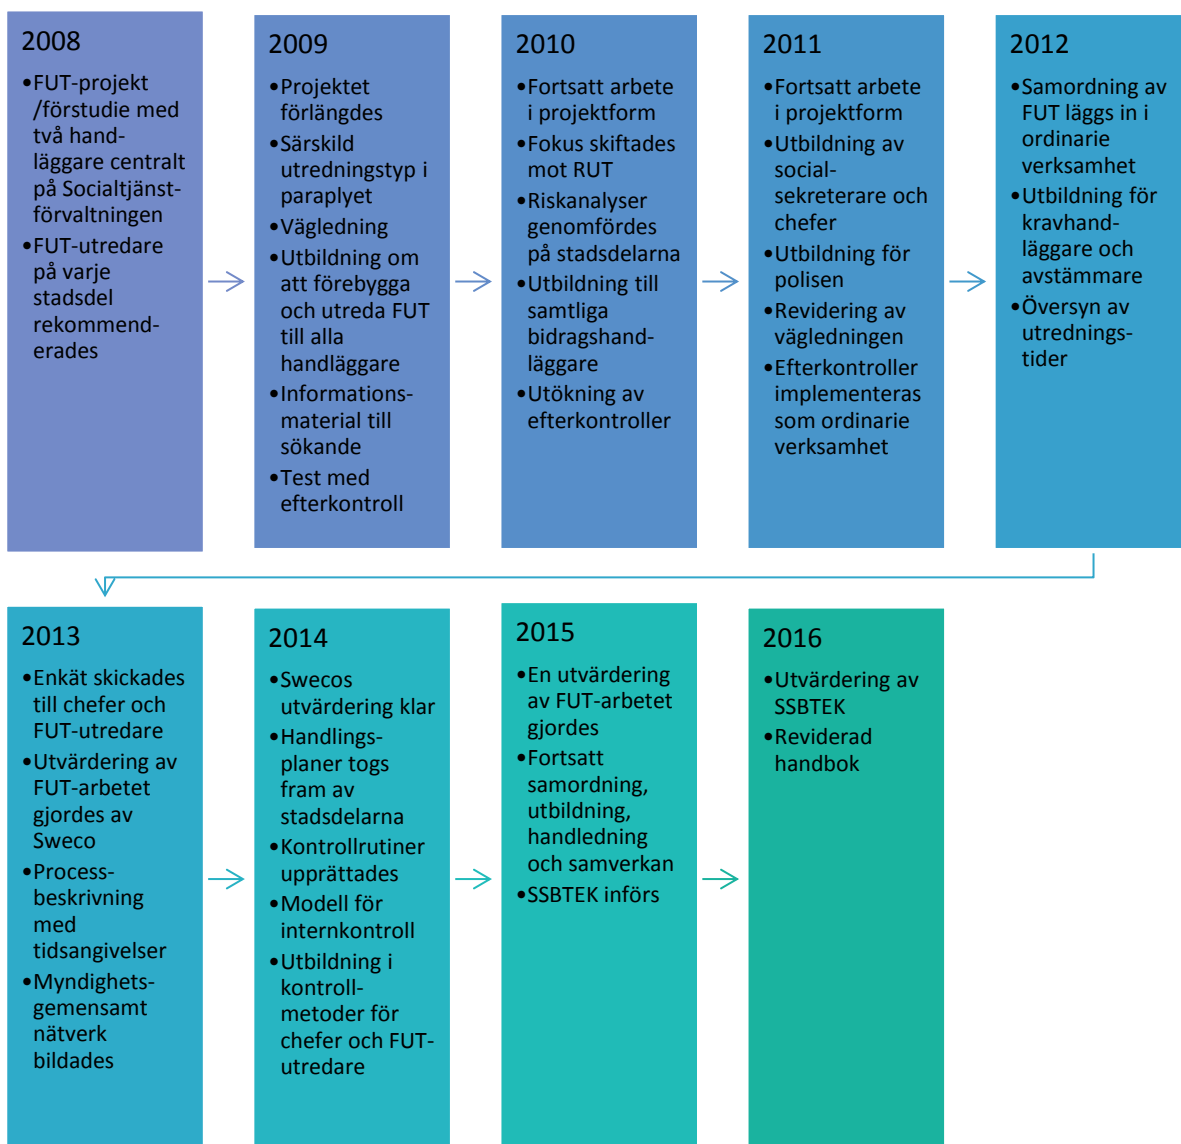 2008
•FUT-projekt
/förstudie med
två hand-
läggare centralt
på Socialtjänst-
förvaltningen
•FUT-utredare
på varje
stadsdel
rekommend-
erades
2009
•Projektet
förlängdes
•Särskild
utredningstyp i
paraplyet
•Vägledning
•Utbildning om
att förebygga
och utreda FUT
till alla
handläggare
•Informations-
material till
sökande
•Test med
efterkontroll
2010
•Fortsatt arbete
i projektform
•Fokus skiftades
mot RUT
•Riskanalyser
genomfördes
på stadsdelarna
•Utbildning till
samtliga
bidragshand-
läggare
•Utökning av
efterkontroller
2011
•Fortsatt arbete
i projektform
•Utbildning av
social-
sekreterare och
chefer
•Utbildning för
polisen
•Revidering av
vägledningen
•Efterkontroller
implementeras
som ordinarie
verksamhet
2012
•Samordning av
FUT läggs in i
ordinarie
verksamhet
•Utbildning för
kravhand-
läggare och
avstämmare
•Översyn av
utrednings-
tider
2013
•Enkät skickades
till chefer och
FUT-utredare
•Utvärdering av
FUT-arbetet
gjordes av
Sweco
•Process-
beskrivning
med
tidsangivelser
•Myndighets-
gemensamt
nätverk
bildades
2014
•Swecos
utvärdering klar
•Handlings-
planer togs
fram av
stadsdelarna
•Kontrollrutiner
upprättades
•Modell för
internkontroll
•Utbildning i
kontroll-
metoder för
chefer och FUT-
utredare
2015
•En utvärdering
av FUT-arbetet
gjordes
•Fortsatt
samordning,
utbildning,
handledning
och samverkan
•SSBTEK införs
2016
•Utvärdering av
SSBTEK
•Reviderad
handbok